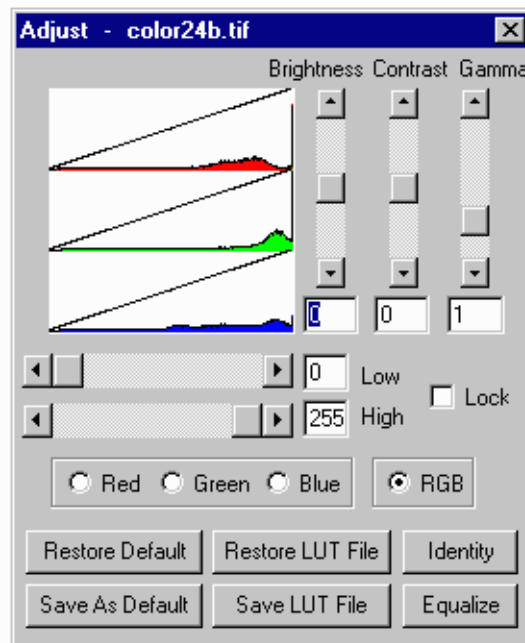 Adjust - color24b.tif
Brightness Contrast Gamma
0 0 1
0 Low
255 High
Lock
Red Green Blue RGB
Restore Default Restore LUT File Identity
Save As Default Save LUT File Equalize